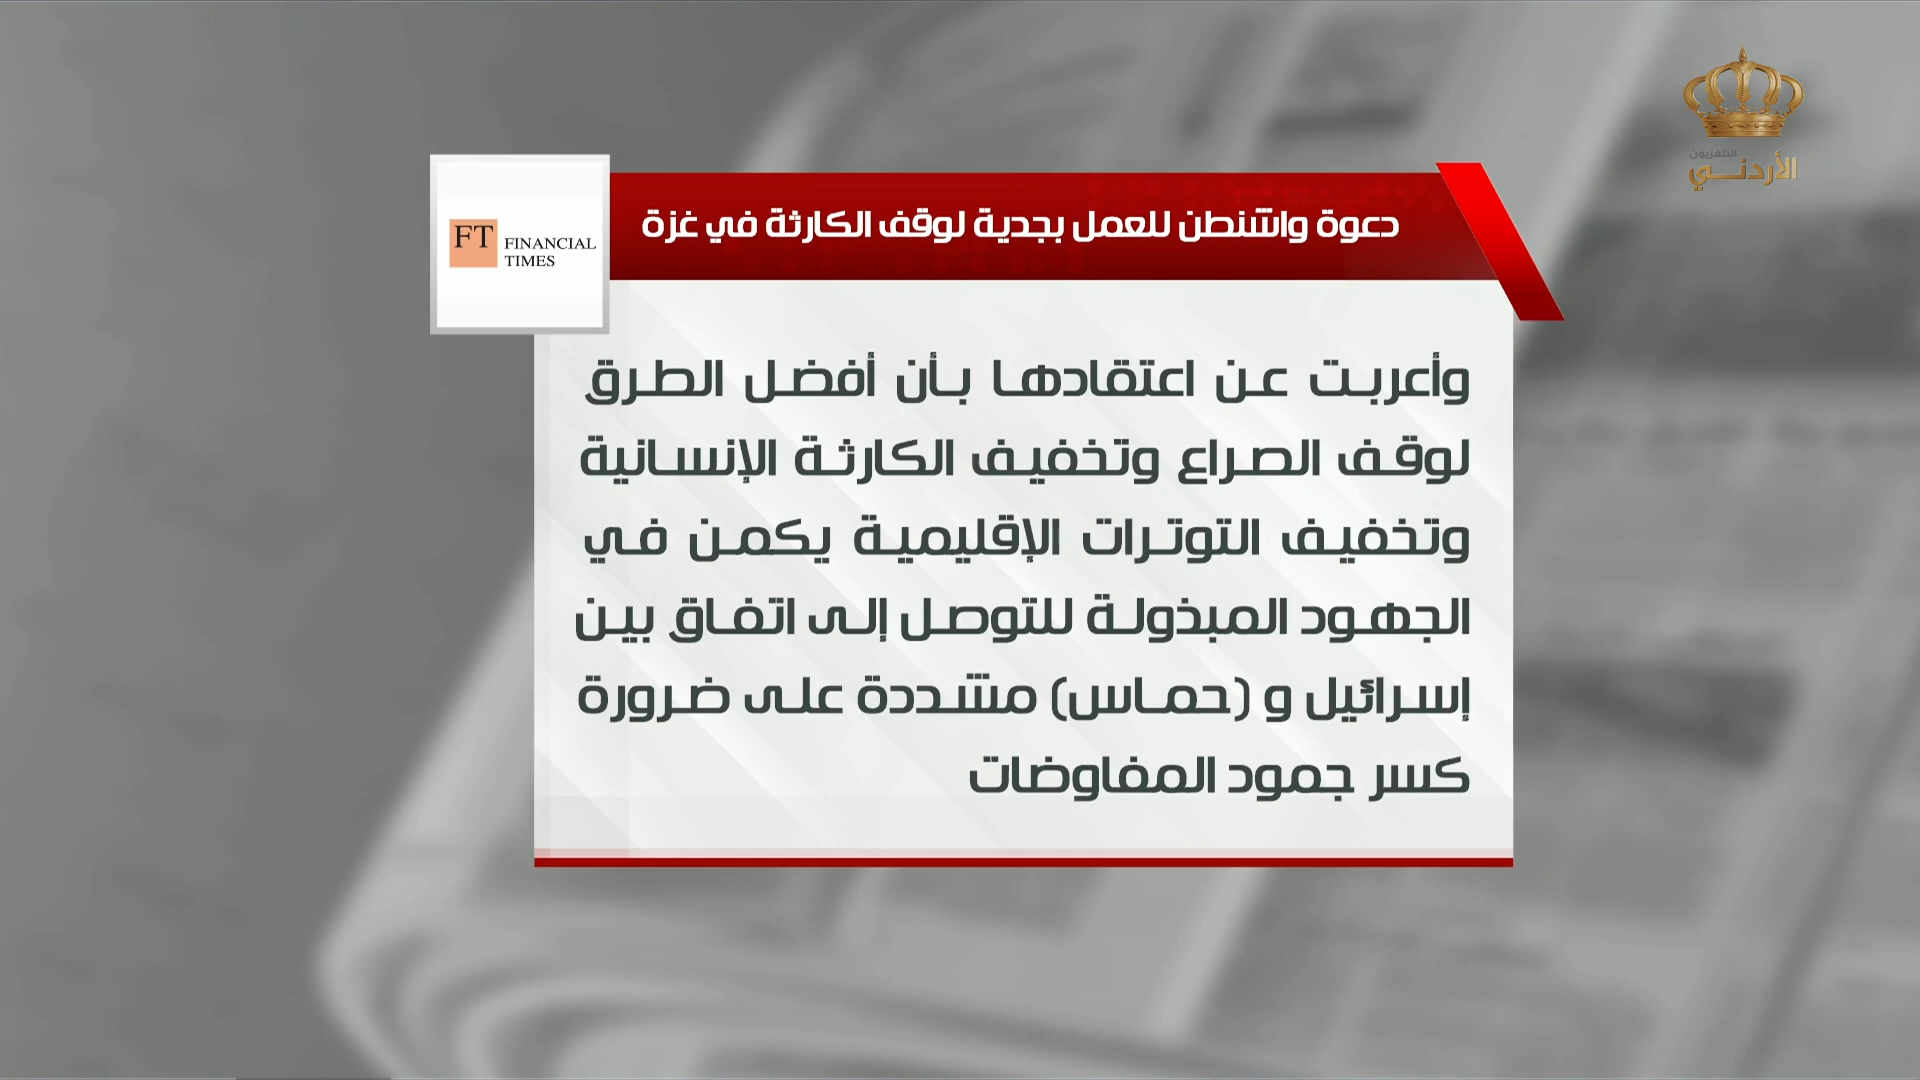 التلفزيون
الأردني
دعوة واشنطن للعمل بجدية لوقف الكارثة في غزة
FT FINANCIAL
TIMES
وأعربت عن اعتقادها بأن أفضل الطرق
لوقف الصراع وتخفيف الكارثة الإنسانية
وتخفيف التوترات الإقليمية يكمن في
الجهود المبذولة للتوصل إلى اتفاق بين
إسرائيل و (حماس) مشددة على ضرورة
كسر جمود المفاوضات